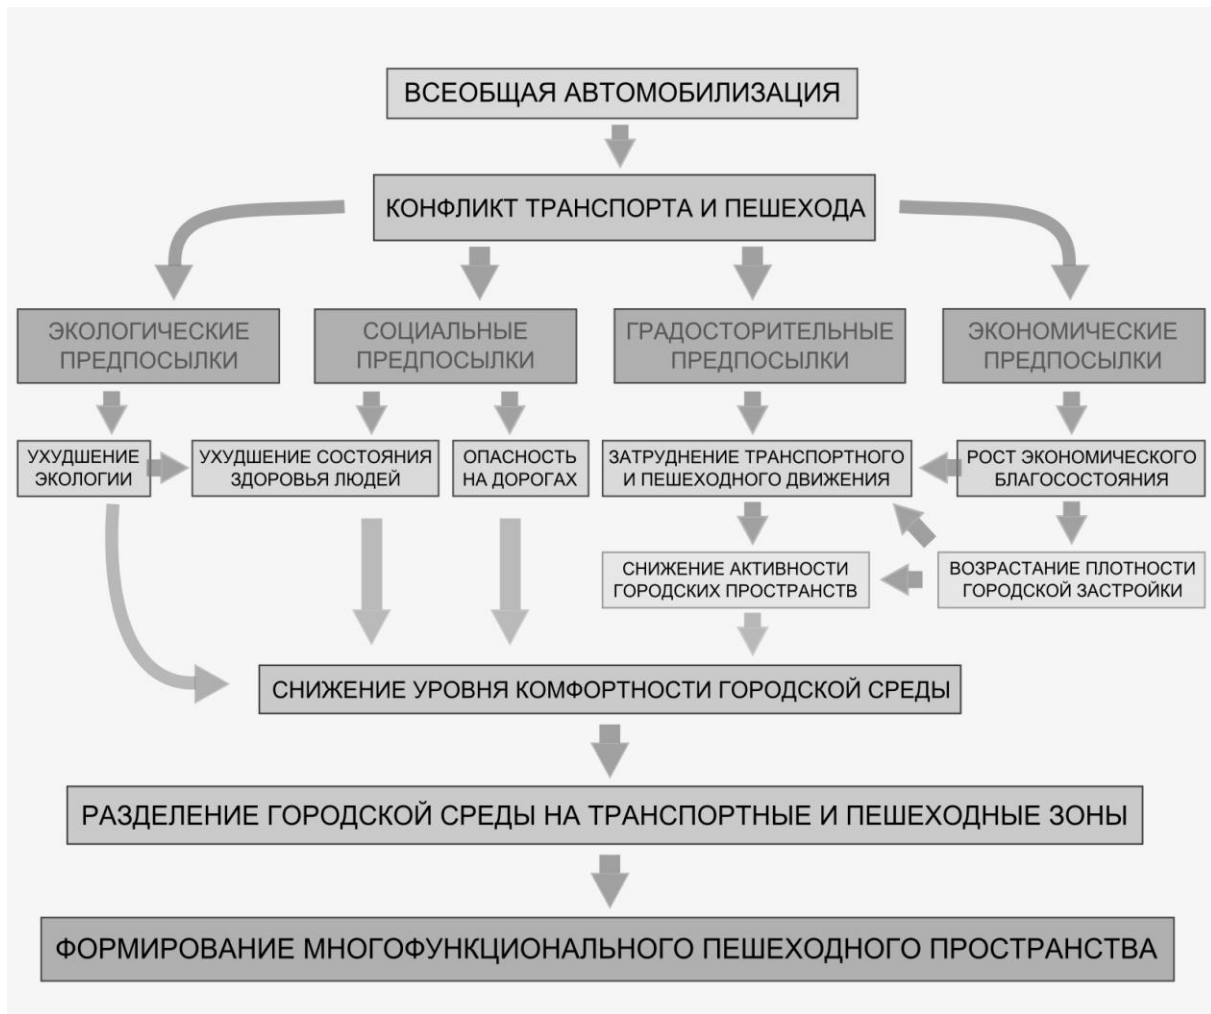 ВСЕОБЩАЯ АВТОМОБИЛИЗАЦИЯ
КОНФЛИКТ ТРАНСПОРТА И ПЕШЕХОДА
ЭКОЛОГИЧЕСКИЕ
ПРЕДПОСЫЛКИ
СОЦИАЛЬНЫЕ
ПРЕДПОСЫЛКИ
ГРАДОСТОРИТЕЛЬНЫЕ
ПРЕДПОСЫЛКИ
ЭКОНОМИЧЕСКИЕ
ПРЕДПОСЫЛКИ
УХУДШЕНИЕ
ЭКОЛОГИИ
УХУДШЕНИЕ СОСТОЯНИЯ
ЗДОРОВЬЯ ЛЮДЕЙ
ОПАСНОСТЬ
НА ДОРОГАХ
ЗАТРУДНЕНИЕ ТРАНСПОРТНОГО
И ПЕШЕХОДНОГО ДВИЖЕНИЯ
РОСТ ЭКОНОМИЧЕСКОГО
БЛАГОСОСТОЯНИЯ
СНИЖЕНИЕ АКТИВНОСТИ
ГОРОДСКИХ ПРОСТРАНСТВ
ВОЗРАСТАНИЕ ПЛОТНОСТИ
ГОРОДСКОЙ ЗАСТРОЙКИ
СНИЖЕНИЕ УРОВНЯ КОМФОРТНОСТИ ГОРОДСКОЙ СРЕДЫ
РАЗДЕЛЕНИЕ ГОРОДСКОЙ СРЕДЫ НА ТРАНСПОРТНЫЕ И ПЕШЕХОДНЫЕ ЗОНЫ
ФОРМИРОВАНИЕ МНОГОФУНКЦИОНАЛЬНОГО ПЕШЕХОДНОГО ПРОСТРАНСТВА